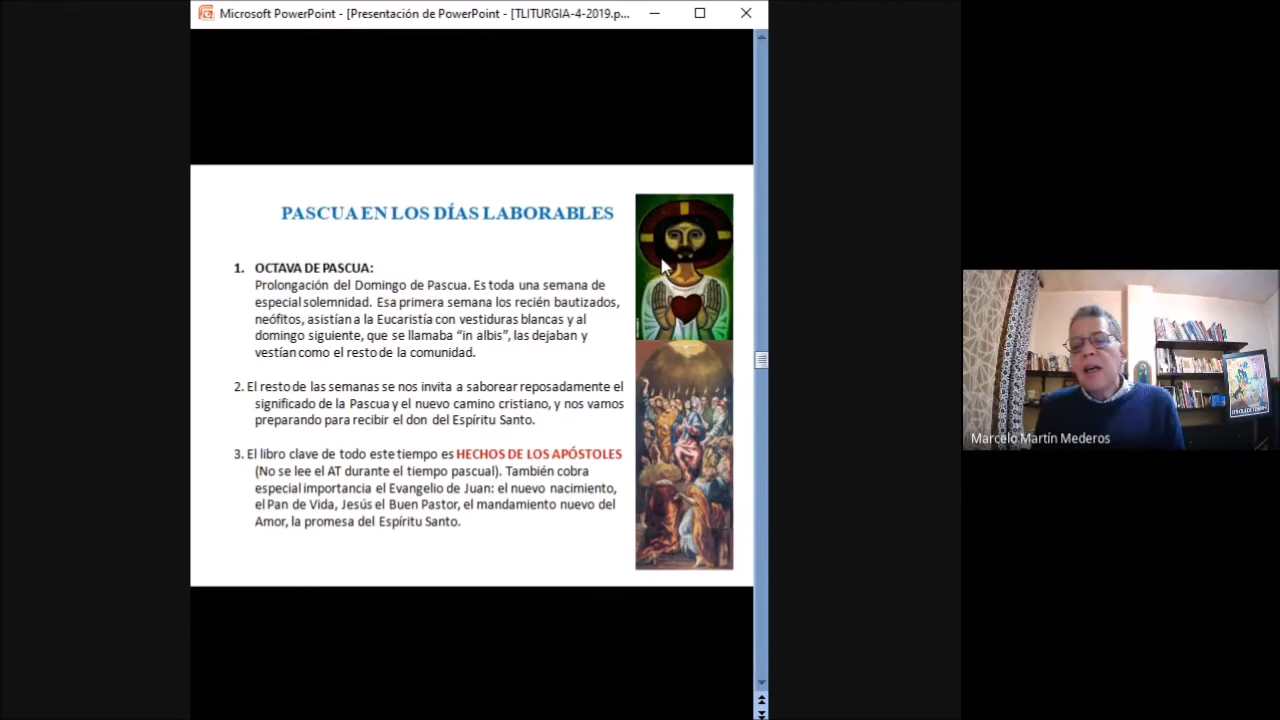 Microsoft PowerPoint - [Presentación de PowerPoint - [TLITURGIA-4-2019.p...
PASCUA EN LOS DÍAS LABORABLES
1. OCTAVA DE PASCUA:
Prolongación del Domingo de Pascua. Es toda una semana de
especial solemnidad. Esa primera semana los recién bautizados,
neófitos, asistían a la Eucaristía con vestiduras blancas y al
domingo siguiente, que se llamaba “in albis”, las dejaban y
vestían como el resto de la comunidad.
2. El resto de las semanas se nos invita a saborear reposadamente el
significado de la Pascua y el nuevo camino cristiano, y nos vamos
preparando para recibir el don del Espíritu Santo.
3. El libro clave de todo este tiempo es HECHOS DE LOS APÓSTOLES
(No se lee el AT durante el tiempo pascual). También cobra
especial importancia el Evangelio de Juan: el nuevo nacimiento,
el Pan de Vida, Jesús el Buen Pastor, el mandamiento nuevo del
Amor, la promesa del Espíritu Santo.
Marcelo Martín Mederos